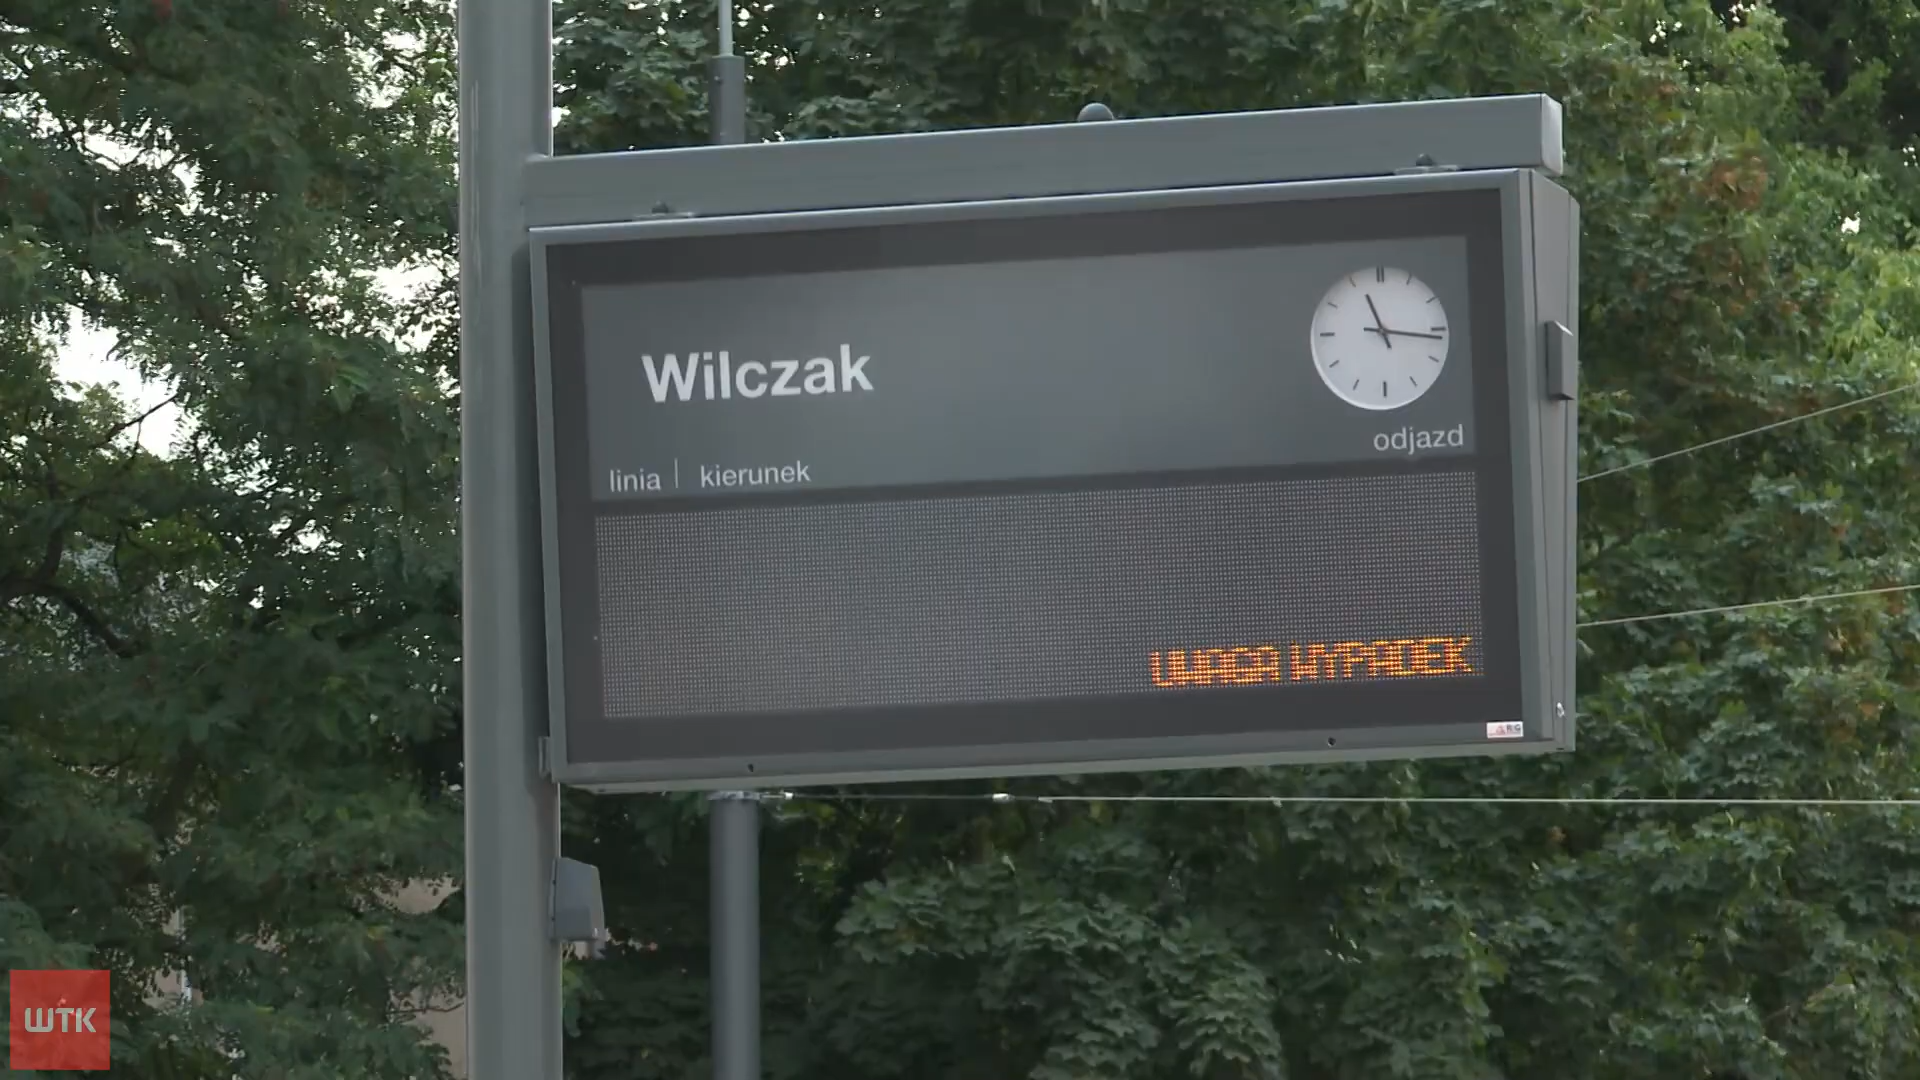 Wilczak
odjazd
linia | kierunek
UWAGA WYPADEK
WTK